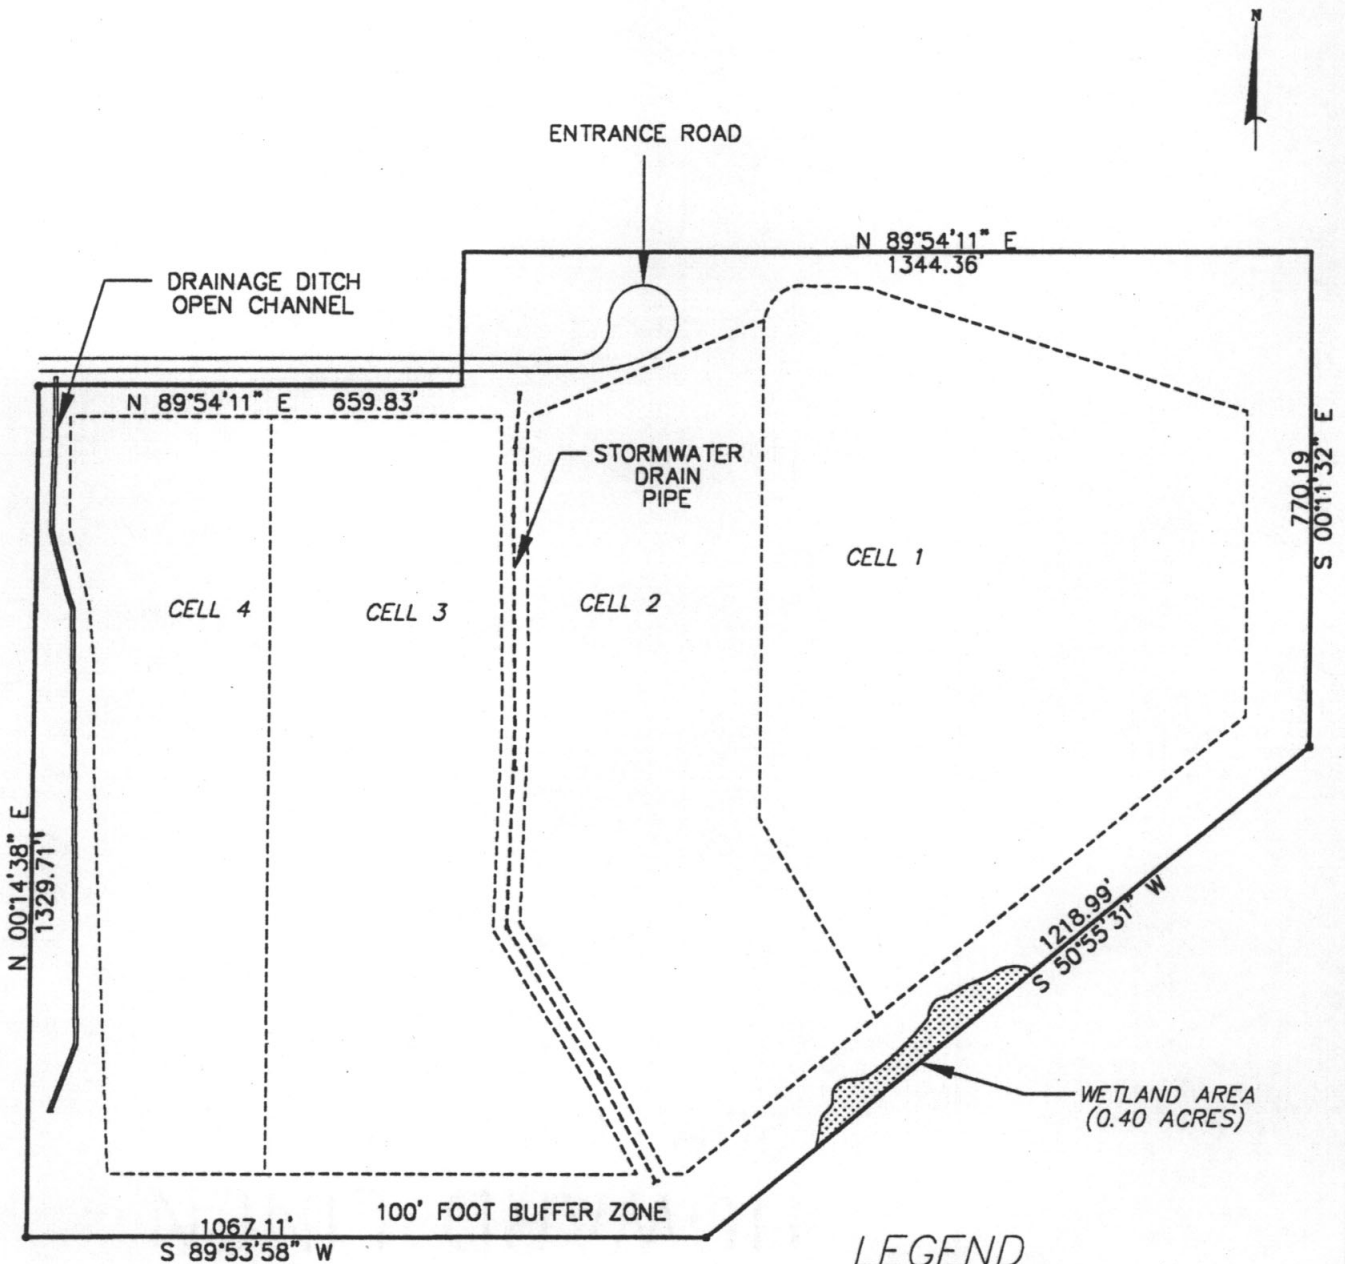 N
ENTRANCE ROAD
N 89°54'11" E
1344.36'
DRAINAGE DITCH
OPEN CHANNEL
N 89°54'11" E 659.83'
STORMWATER
DRAIN
PIPE
770.19
S 00°11'32" E
CELL 1
CELL 2
CELL 3
CELL 4
N 00°14'38" E
1329.71'
1218.99'
S 50°55'31" W
WETLAND AREA
(0.40 ACRES)
100' FOOT BUFFER ZONE
1067.11'
S 89°53'58" W
LEGEND